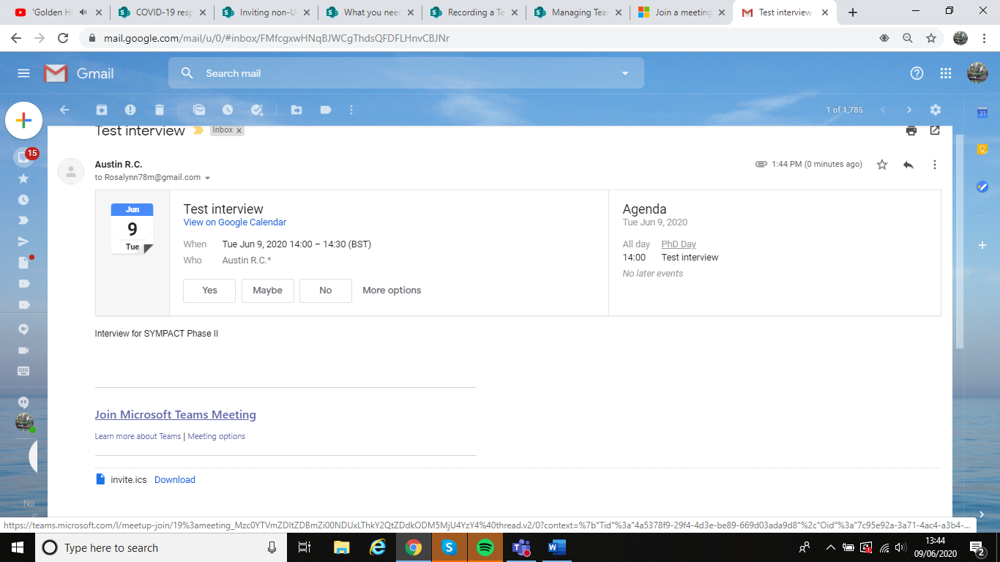 'Golden Ho
COVID-19 resp
Inviting non-U
What you need
Recording a Te
Managing Tear
Join a meeting
Test interview
mail.google.com/mail/u/0/#inbox/FMfcgxwHNqBJWCgThdsQFDFLHnvCBJNr
Gmail
Search mail
1 of 1,785
Test interview
Inbox x
15
31
Austin R.C.
1:44 PM (0 minutes ago)
to Rosalynn78m@gmail.com
Jun
9
Tue
Test interview
View on Google Calendar
When Tue Jun 9, 2020 14:00 – 14:30 (BST)
Who Austin R.C.*
Yes Maybe No More options
Agenda
Tue Jun 9, 2020
All day PhD Day
14:00 Test interview
No later events
Interview for SYMPACT Phase II
Join Microsoft Teams Meeting
Learn more about Teams | Meeting options
invite.ics Download
No
https://teams.microsoft.com/l/meetup-join/19%3ameeting_Mzc0YTVmZDItZDBmZi00NDUxLThkY2QtZDdkODM5MjU4YzY4%40thread.v2/0?context=%7b"Tid"%3a"4a5378f9-29f4-4d3e-be89-669d03ada9d8"%2c"Oid"%3a"7c95e92a-3a71-4ac4-a3b4-...
Type here to search
13:44
09/06/2020
2